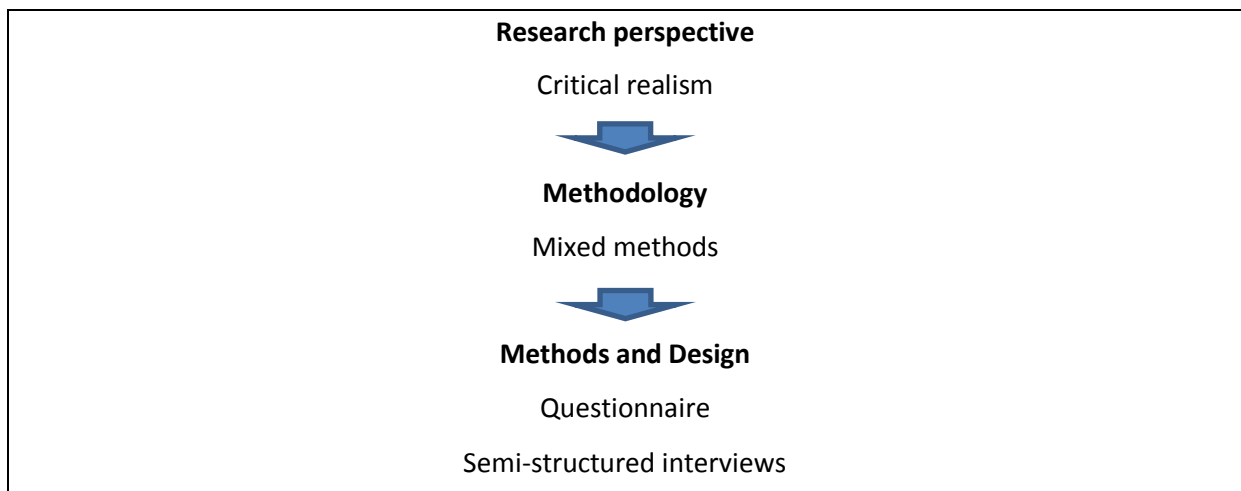 Research perspective
Critical realism
Methodology
Mixed methods
Methods and Design
Questionnaire
Semi-structured interviews